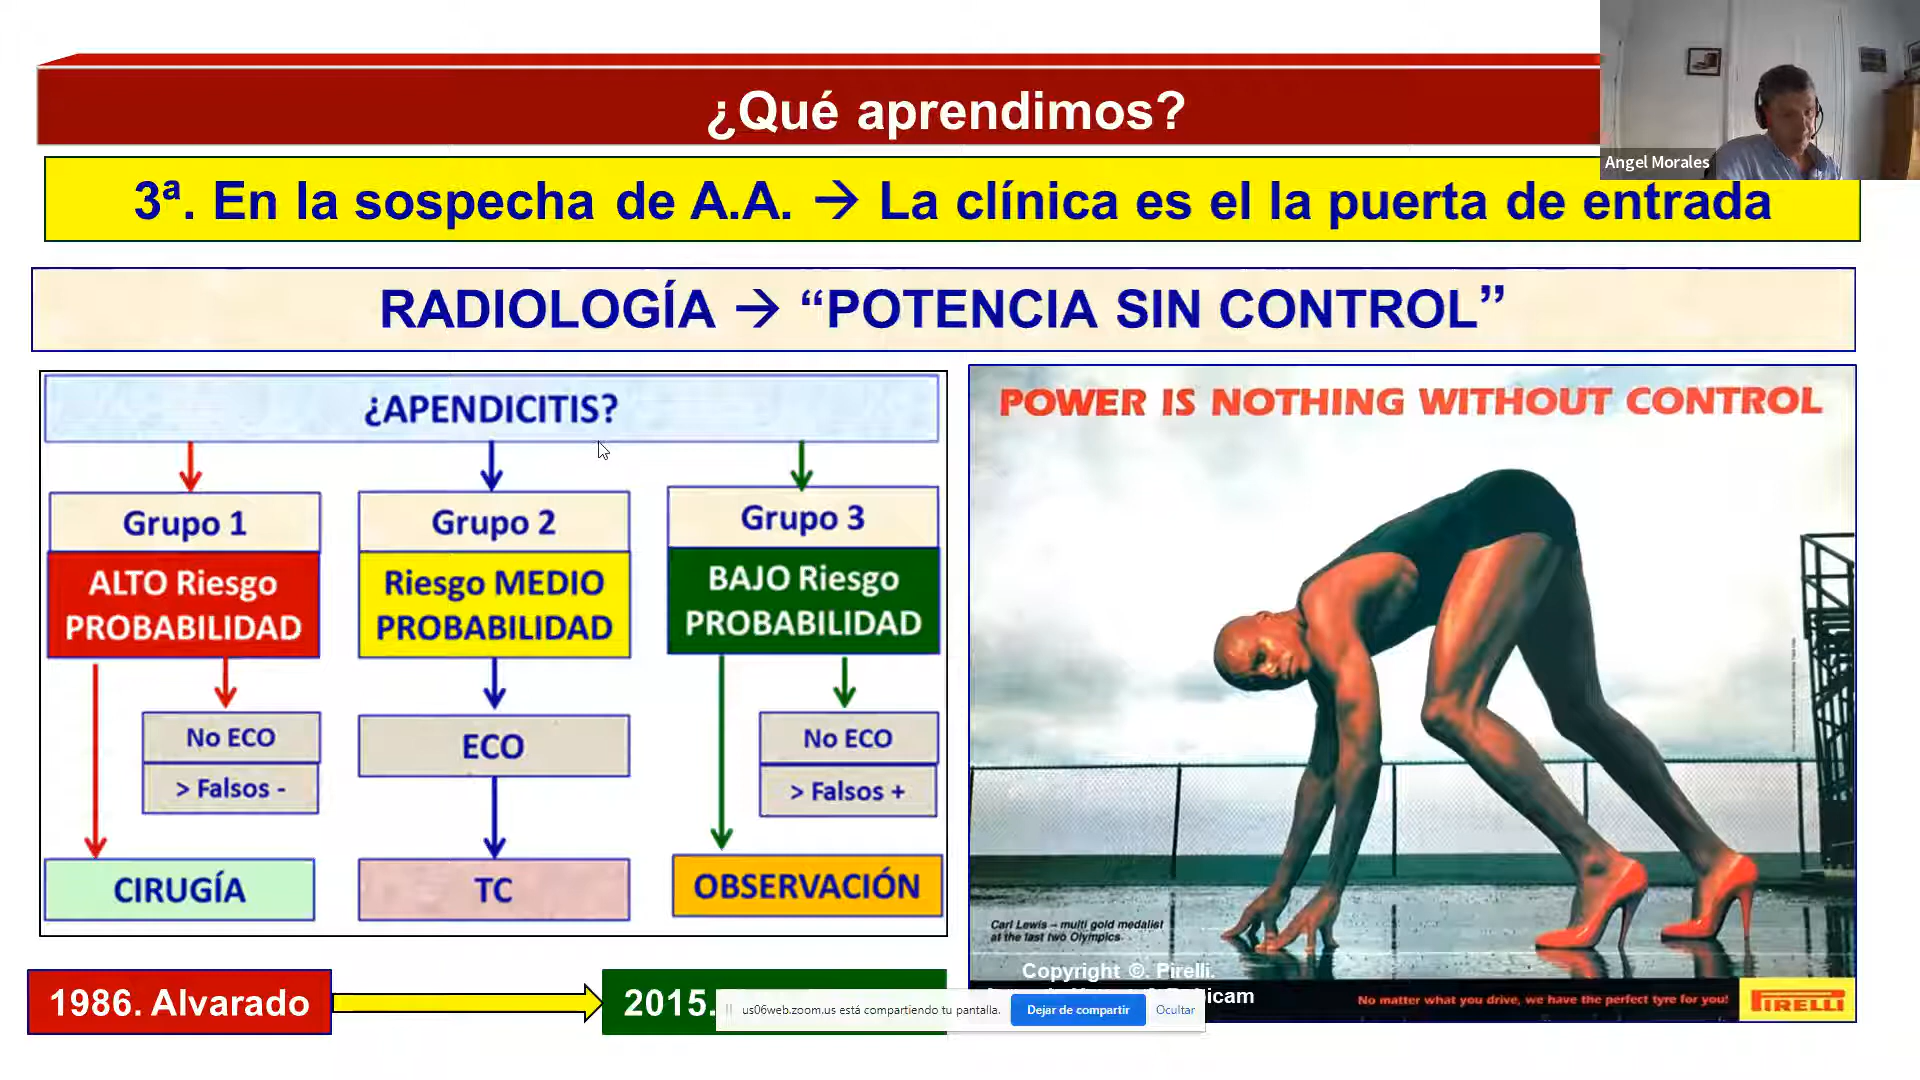 ¿Qué aprendimos?
Angel Morales
3ª. En la sospecha de A.A. → La clínica es el la puerta de entrada
RADIOLOGÍA → “POTENCIA SIN CONTROL”
¿APENDICITIS?
Grupo 1
ALTO Riesgo
PROBABILIDAD
No ECO
> Falsos -
CIRUGÍA
Grupo 2
Riesgo MEDIO
PROBABILIDAD
ECO
TC
Grupo 3
BAJO Riesgo
PROBABILIDAD
No ECO
> Falsos +
OBSERVACIÓN
POWER IS NOTHING WITHOUT CONTROL
Carl Lewis – multi gold medalist
at the last two Olympics
Copyright ©. Pirelli.
No matter what you drive, we have the perfect tyre for you!
PIRELLI
1986. Alvarado
2015.
us06web.zoom.us está compartiendo tu pantalla.
Dejar de compartir
Ocultar